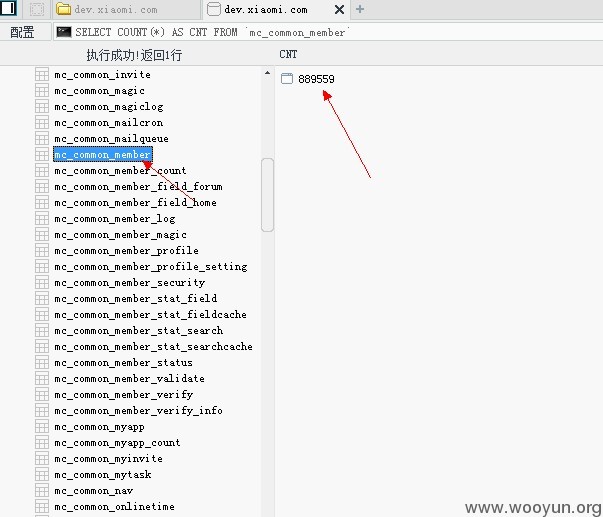 dev.xiaomi.com
dev.xiaomi.com
配置
SELECT COUNT(*) AS CNT FROM `mc_common_member`
执行成功!返回1行
CNT
889559
mc_common_invite
mc_common_magic
mc_common_magiclog
mc_common_mailcron
mc_common_mailqueue
mc_common_member
mc_common_member_count
mc_common_member_field_forum
mc_common_member_field_home
mc_common_member_log
mc_common_member_magic
mc_common_member_profile
mc_common_member_profile_setting
mc_common_member_security
mc_common_member_stat_field
mc_common_member_stat_fieldcache
mc_common_member_stat_search
mc_common_member_stat_searchcache
mc_common_member_status
mc_common_member_validate
mc_common_member_verify
mc_common_member_verify_info
mc_common_myapp
mc_common_myapp_count
mc_common_myinvite
mc_common_mytask
mc_common_nav
mc_common_onlinetime
www.wooyun.org